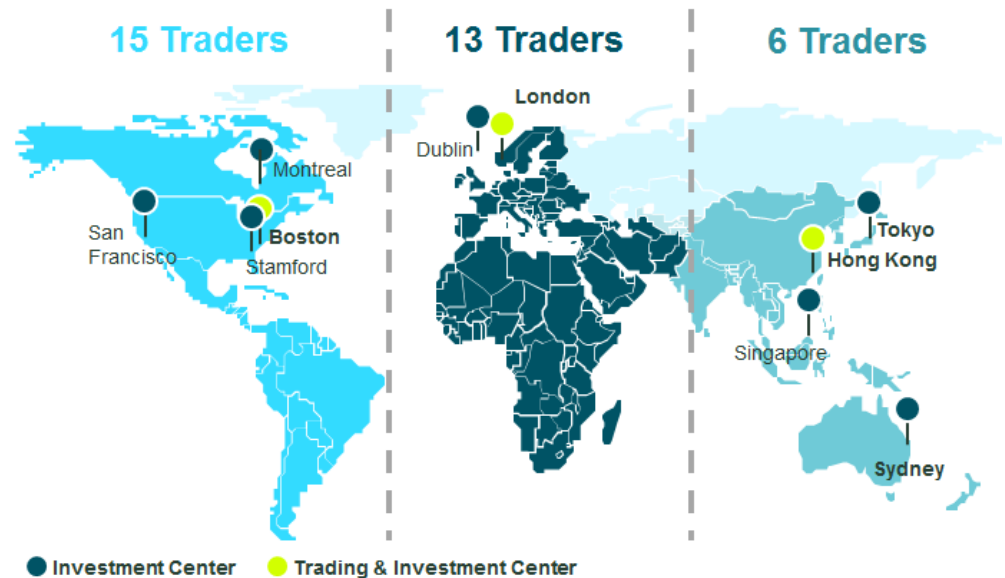 15 Traders
13 Traders
6 Traders
London
Dublin
Montreal
San
Francisco
Boston
Stamford
Tokyo
Hong Kong
Singapore
Sydney
Investment Center
Trading & Investment Center